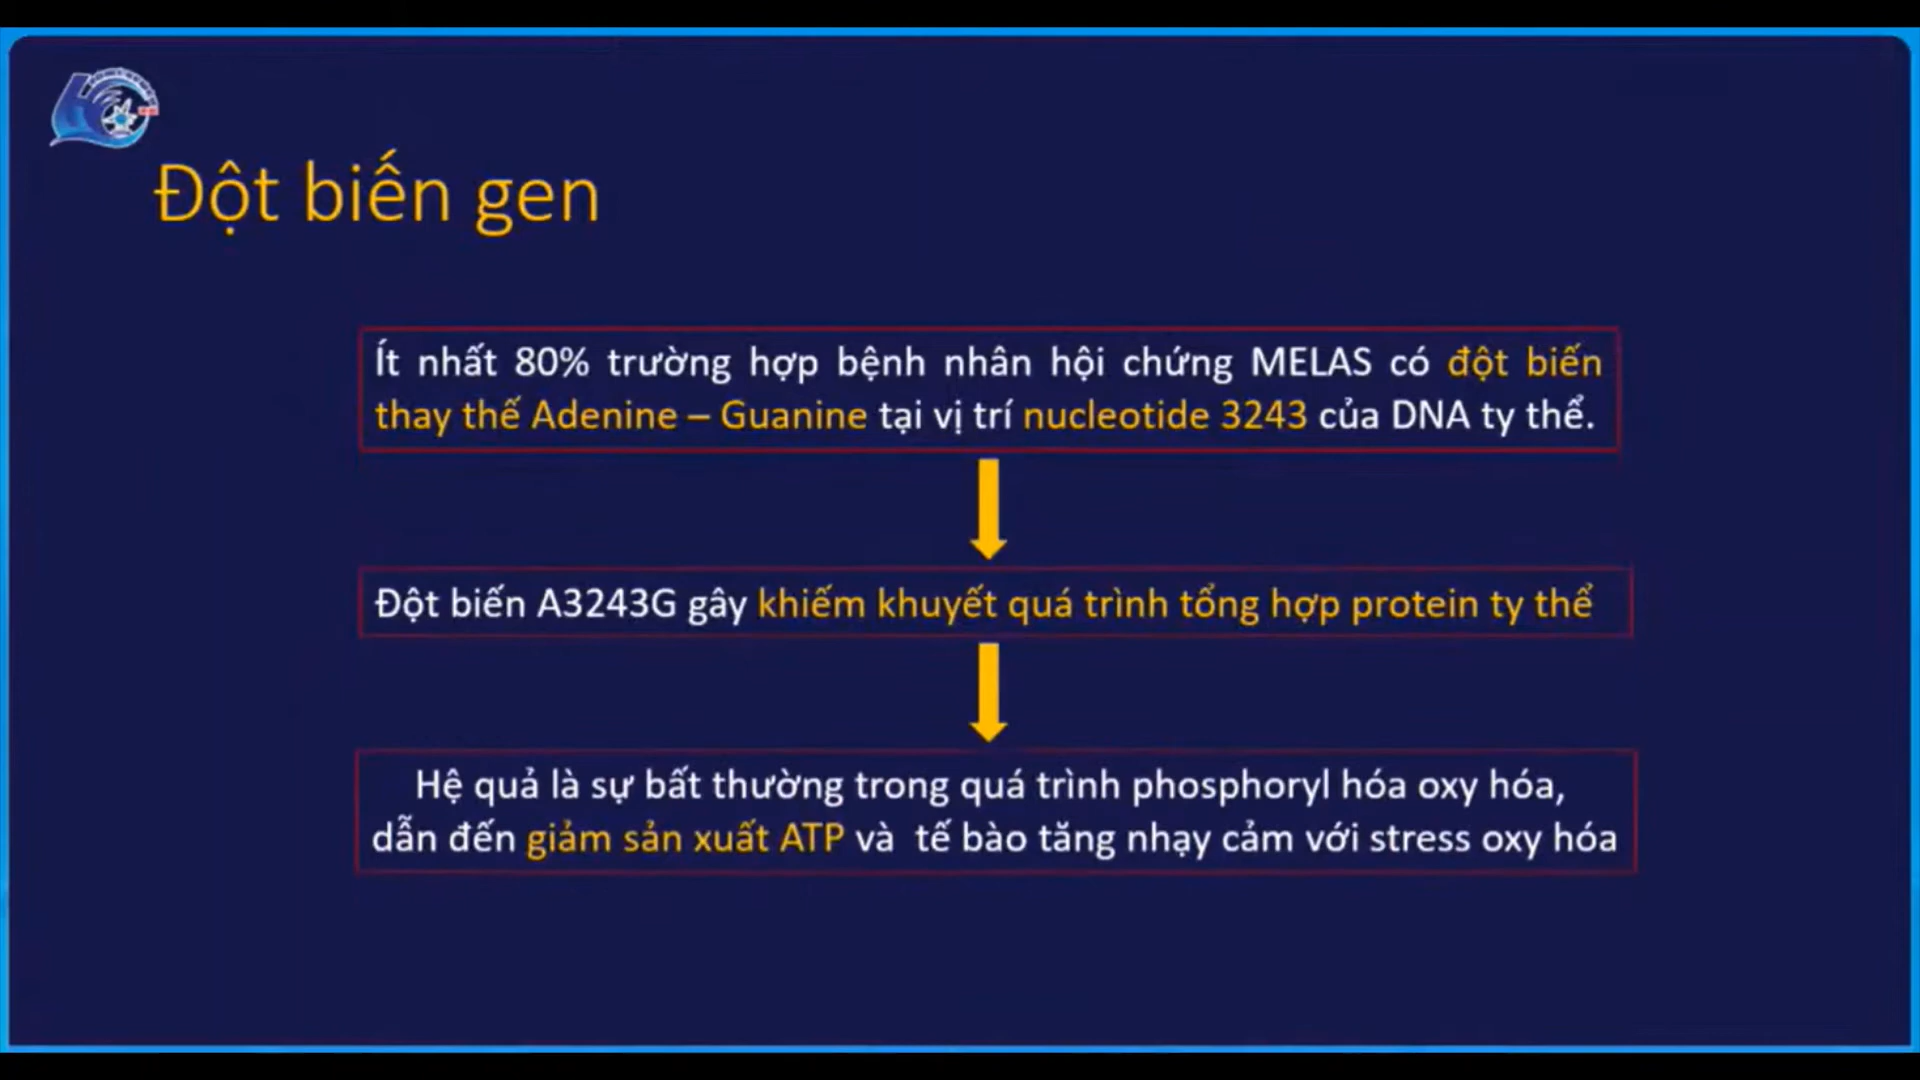 Đột biến gen
Ít nhất 80% trường hợp bệnh nhân hội chứng MELAS có đột biến
thay thế Adenine – Guanine tại vị trí nucleotide 3243 của DNA ty thể.
Đột biến A3243G gây khiếm khuyết quá trình tổng hợp protein ty thể
Hệ quả là sự bất thường trong quá trình phosphoryl hóa oxy hóa,
dẫn đến giảm sản xuất ATP và tế bào tăng nhạy cảm với stress oxy hóa